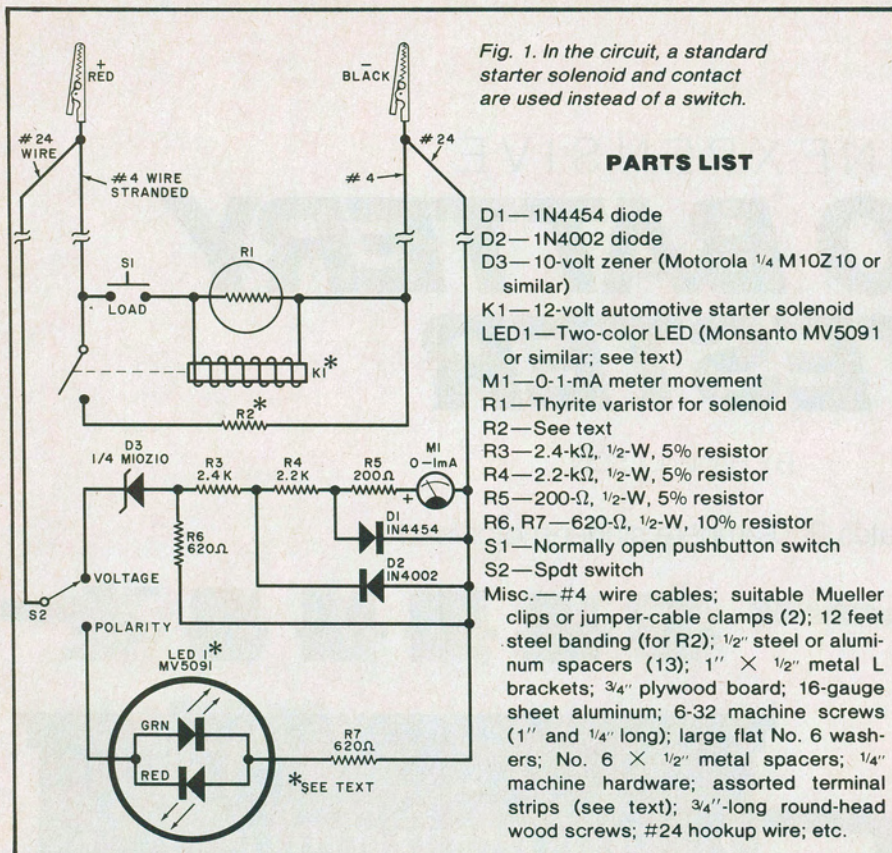 +
RED
−
BLACK
#24
WIRE
#4 WIRE
STRANDED
#24
#4
S1
LOAD
R1
K1*
R2*
D3
1/4 M10Z10
R3
2.4K
R4
2.2K
R5
200Ω
M1
0-1mA
+
R6
620Ω
D1
1N4454
D2
1N4002
VOLTAGE
S2
POLARITY
LED 1*
MV5091
GRN
RED
R7
620Ω
*SEE TEXT
Fig. 1. In the circuit, a standard
starter solenoid and contact
are used instead of a switch.
PARTS LIST
D1—1N4454 diode
D2—1N4002 diode
D3—10-volt zener (Motorola 1/4 M10Z10 or
similar)
K1—12-volt automotive starter solenoid
LED1—Two-color LED (Monsanto MV5091
or similar; see text)
M1—0-1-mA meter movement
R1—Thyrite varistor for solenoid
R2—See text
R3—2.4-kΩ, 1/2-W, 5% resistor
R4—2.2-kΩ, 1/2-W, 5% resistor
R5—200-Ω, 1/2-W, 5% resistor
R6, R7—620-Ω, 1/2-W, 10% resistor
S1—Normally open pushbutton switch
S2—Spdt switch
Misc.—#4 wire cables; suitable Mueller
clips or jumper-cable clamps (2); 12 feet
steel banding (for R2); 1/2" steel or alumi-
num spacers (13); 1" × 1/2" metal L
brackets; 3/4" plywood board; 16-gauge
sheet aluminum; 6-32 machine screws
(1" and 1/4" long); large flat No. 6 wash-
ers; No. 6 × 1/2" metal spacers; 1/4"
machine hardware; assorted terminal
strips (see text); 3/4"-long round-head
wood screws; #24 hookup wire; etc.